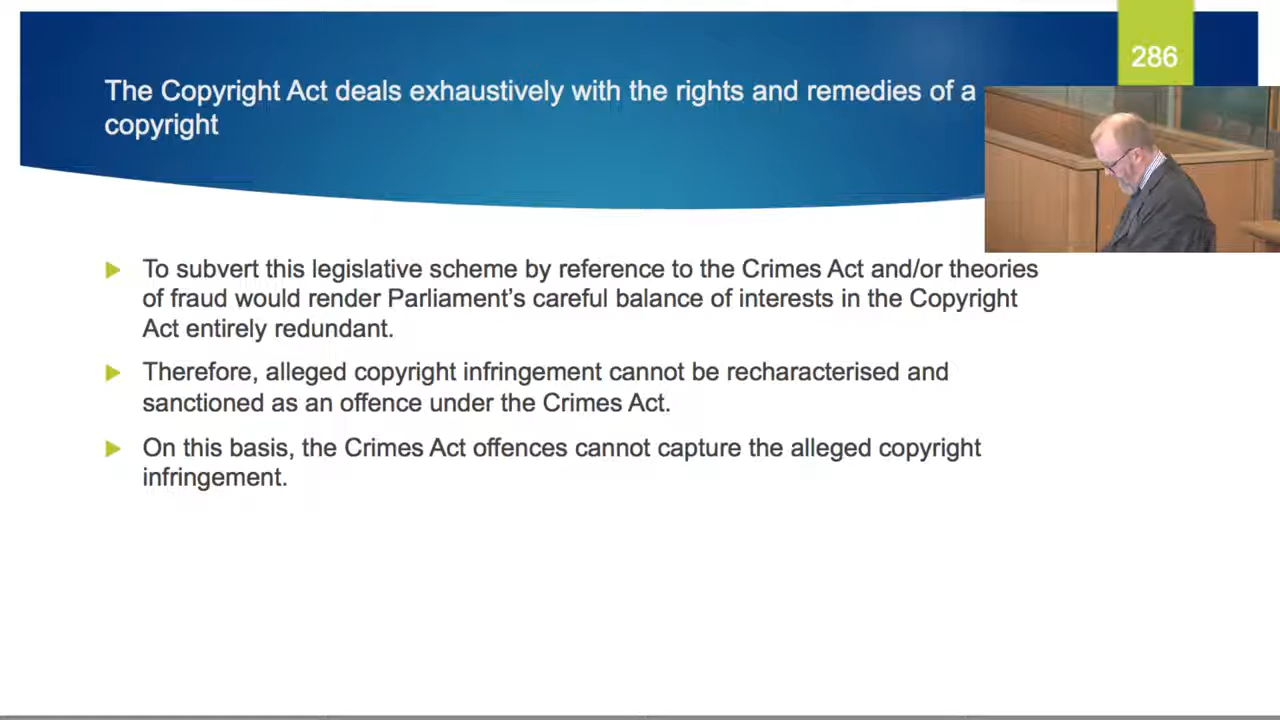 286
The Copyright Act deals exhaustively with the rights and remedies of a
copyright
To subvert this legislative scheme by reference to the Crimes Act and/or theories
of fraud would render Parliament’s careful balance of interests in the Copyright
Act entirely redundant.
Therefore, alleged copyright infringement cannot be recharacterised and
sanctioned as an offence under the Crimes Act.
On this basis, the Crimes Act offences cannot capture the alleged copyright
infringement.